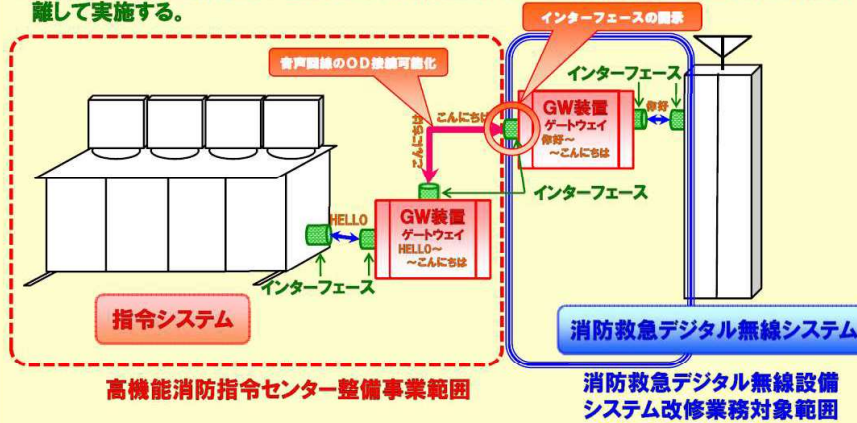 離して実施する。
インターフェースの開示
音声回線のOD接続可能化
インターフェース
こんにちは
こんにちは
GW装置
ゲートウェイ
仰好~
~こんにちは
仰好
インターフェース
HELLO
GW装置
ゲートウェイ
HELLO~
~こんにちは
インターフェース
指令システム
消防救急デジタル無線システム
高機能消防指令センター整備事業範囲
消防救急デジタル無線設備
システム改修業務対象範囲